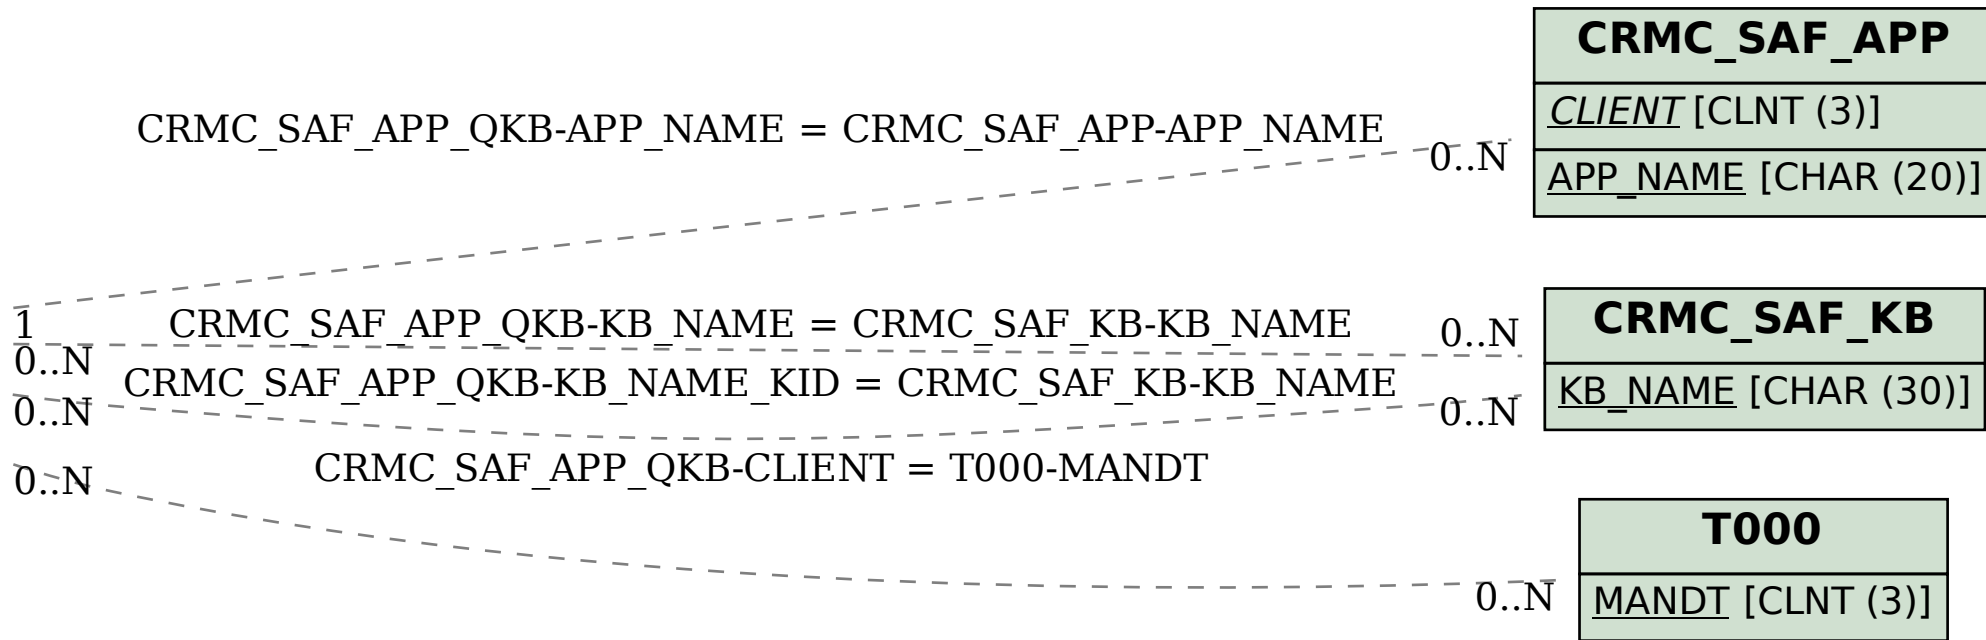 CRMC_SAF_APP
CLIENT [CLNT (3)]
APP_NAME [CHAR (20)]
CRMC_SAF_APP_QKB-APP_NAME = CRMC_SAF_APP-APP_NAME
0..N
1
CRMC_SAF_APP_QKB-KB_NAME = CRMC_SAF_KB-KB_NAME
0..N
0..N
CRMC_SAF_KB
KB_NAME [CHAR (30)]
CRMC_SAF_APP_QKB-KB_NAME_KID = CRMC_SAF_KB-KB_NAME
0..N
0..N
CRMC_SAF_APP_QKB-CLIENT = T000-MANDT
0..N
0..N
T000
MANDT [CLNT (3)]